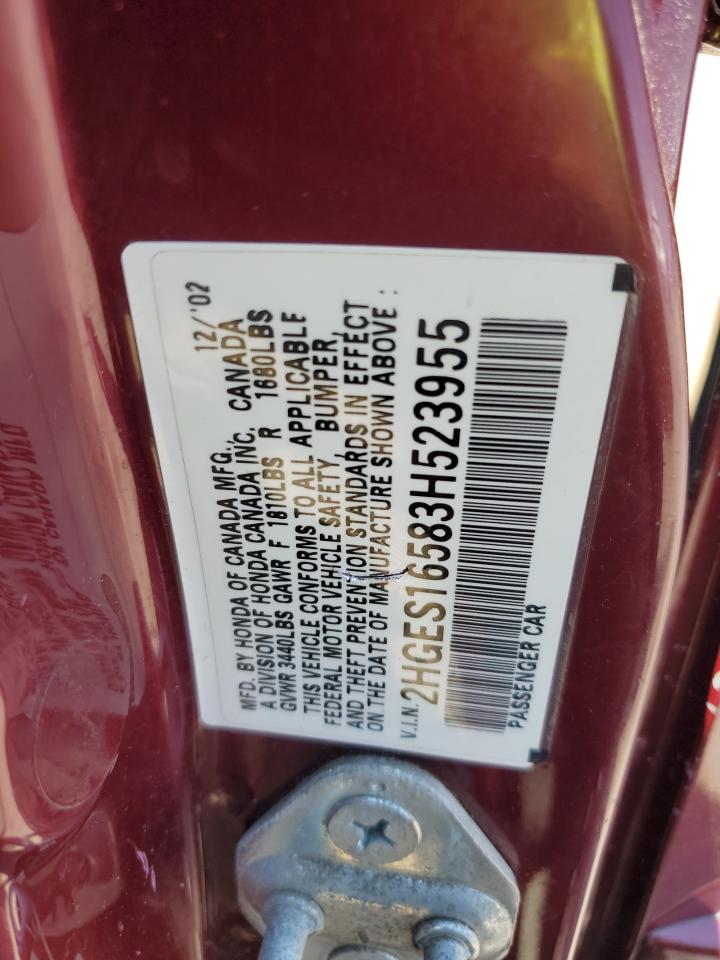 MFD. BY HONDA OF CANADA MFG., 12/'02
A DIVISION OF HONDA CANADA INC. CANADA
GVWR 3440LBS GAWR F 1810LBS R 1680LBS
THIS VEHICLE CONFORMS TO ALL APPLICABLE
FEDERAL MOTOR VEHICLE SAFETY, BUMPER,
AND THEFT PREVENTION STANDARDS IN EFFECT
ON THE DATE OF MANUFACTURE SHOWN ABOVE :
V.I.N. 2HGES16583H523955
PASSENGER CAR